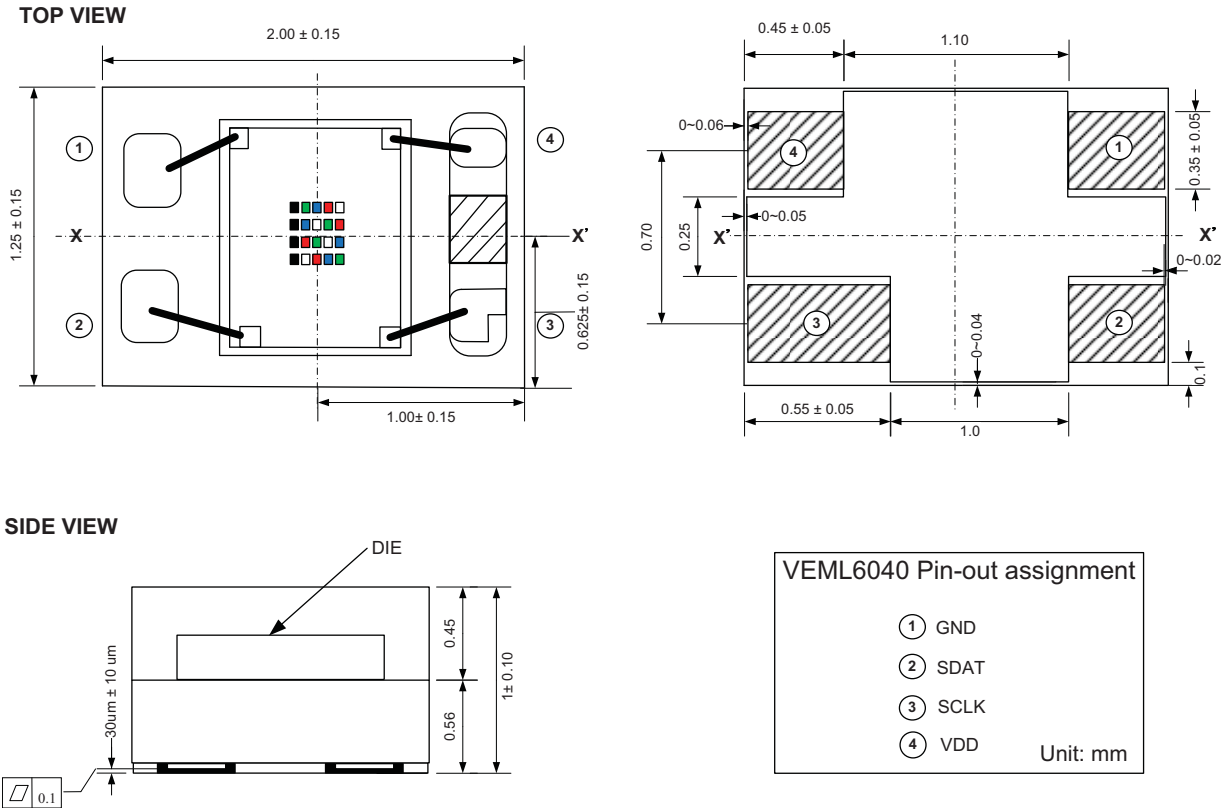 TOP VIEW
2.00 ± 0.15
1.25 ± 0.15
1
2
4
3
X
X'
0.625± 0.15
1.00± 0.15
0.45 ± 0.05
1.10
0~0.06
4
1
0.35 ± 0.05
0.70
0.25
X'
0~0.05
X'
0~0.02
3
2
0~0.04
0.1
0.55 ± 0.05
1.0
SIDE VIEW
DIE
0.45
0.56
1± 0.10
30um ± 10 um
0.1
VEML6040 Pin-out assignment
1 GND
2 SDAT
3 SCLK
4 VDD
Unit: mm